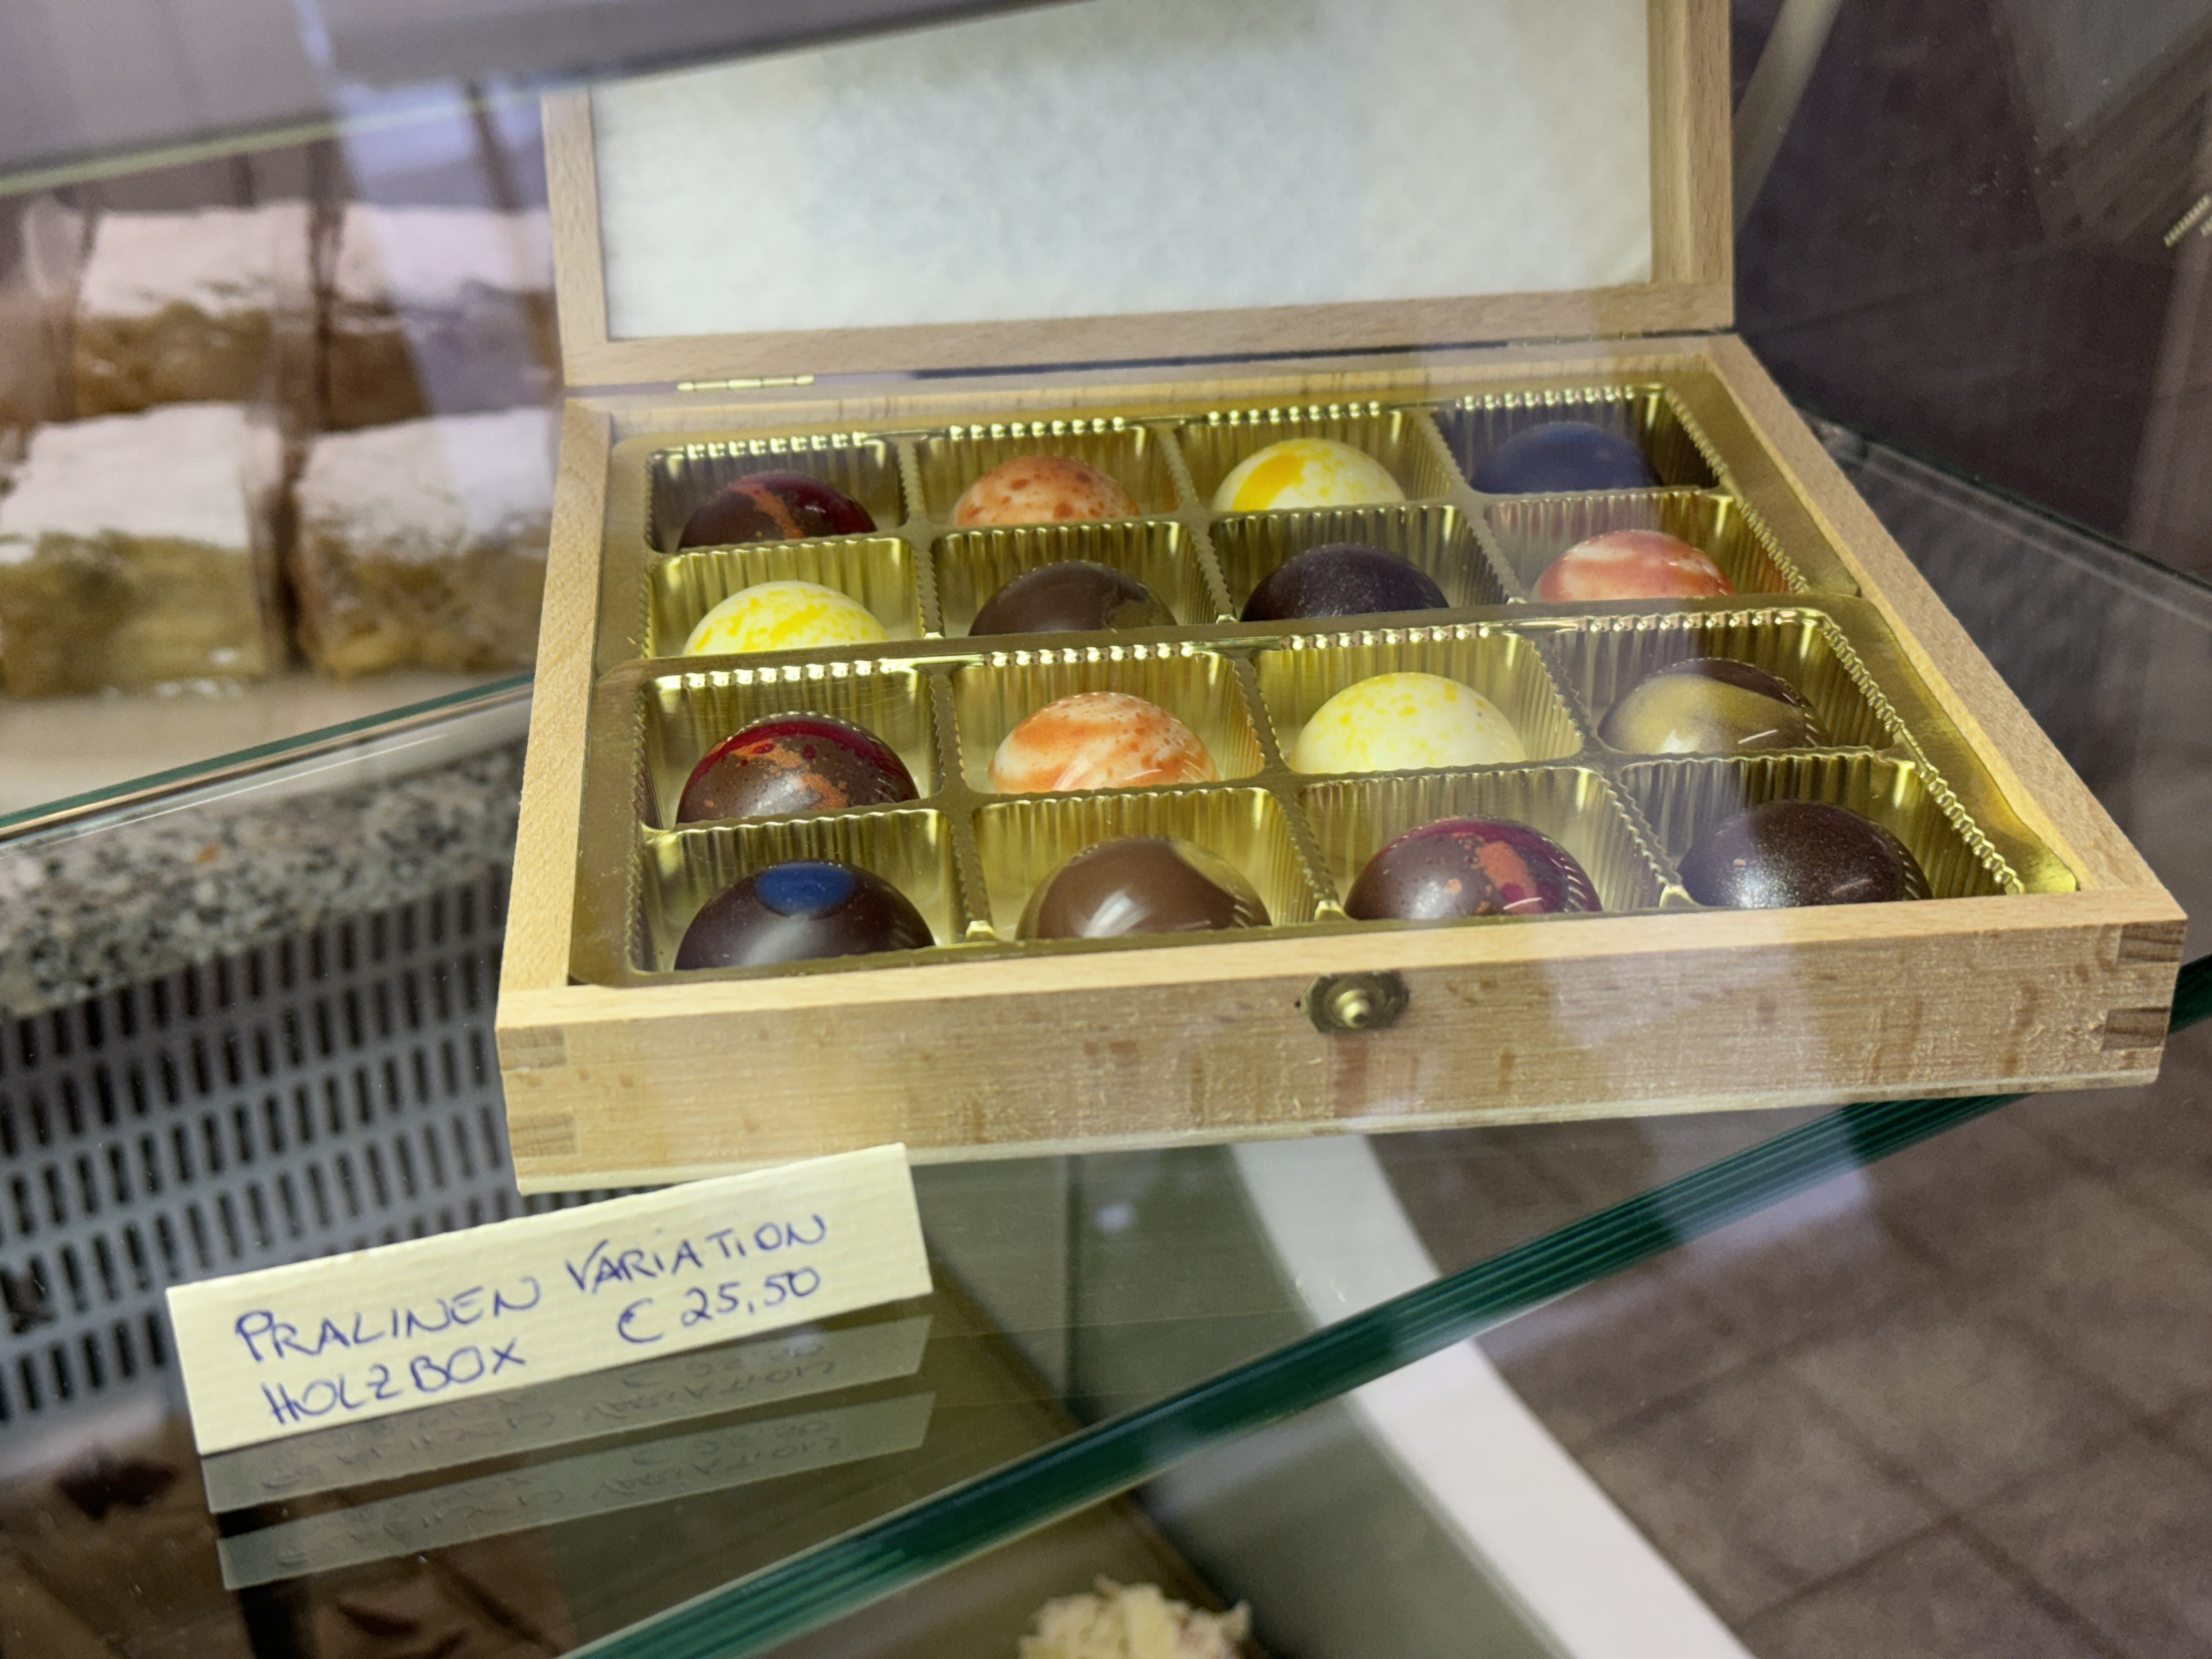 PRALINEN VARIATION
HOLZBOX € 25,50